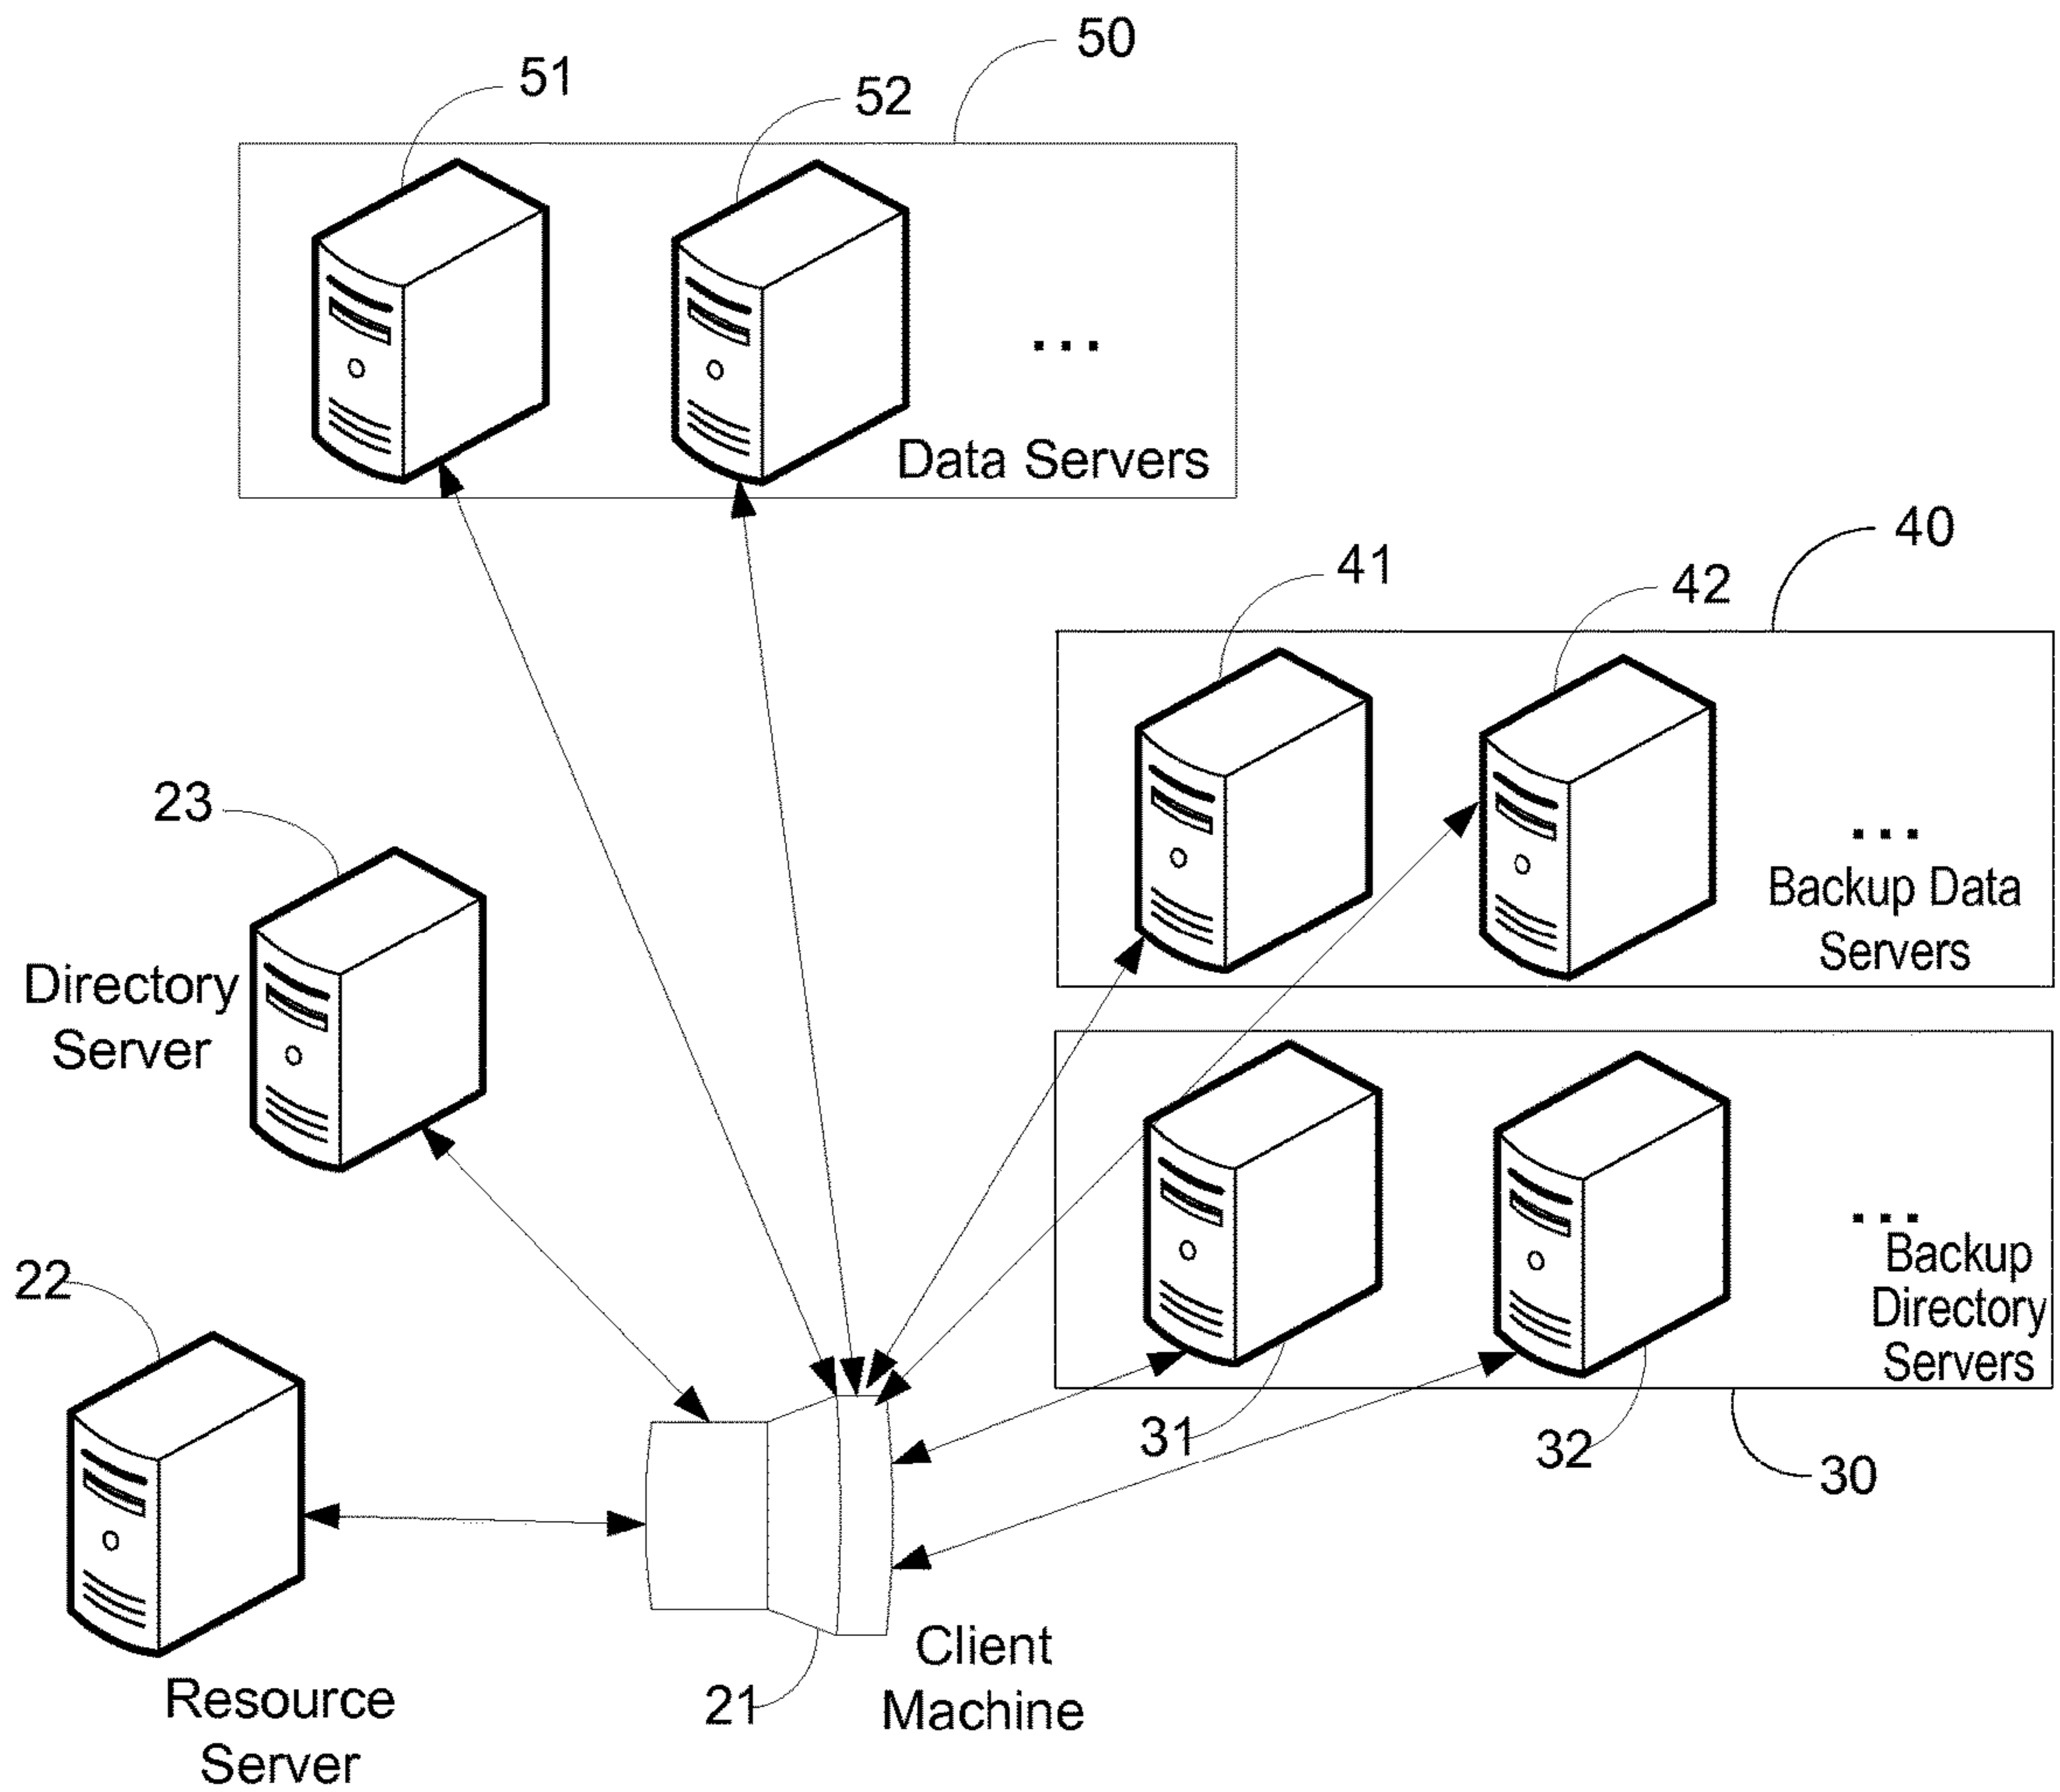 50
51
52
...
Data Servers
40
41
42
...
Backup Data
Servers
23
Directory
Server
...
Backup
Directory
Servers
22
31
32
30
Client
Machine
21
Resource
Server